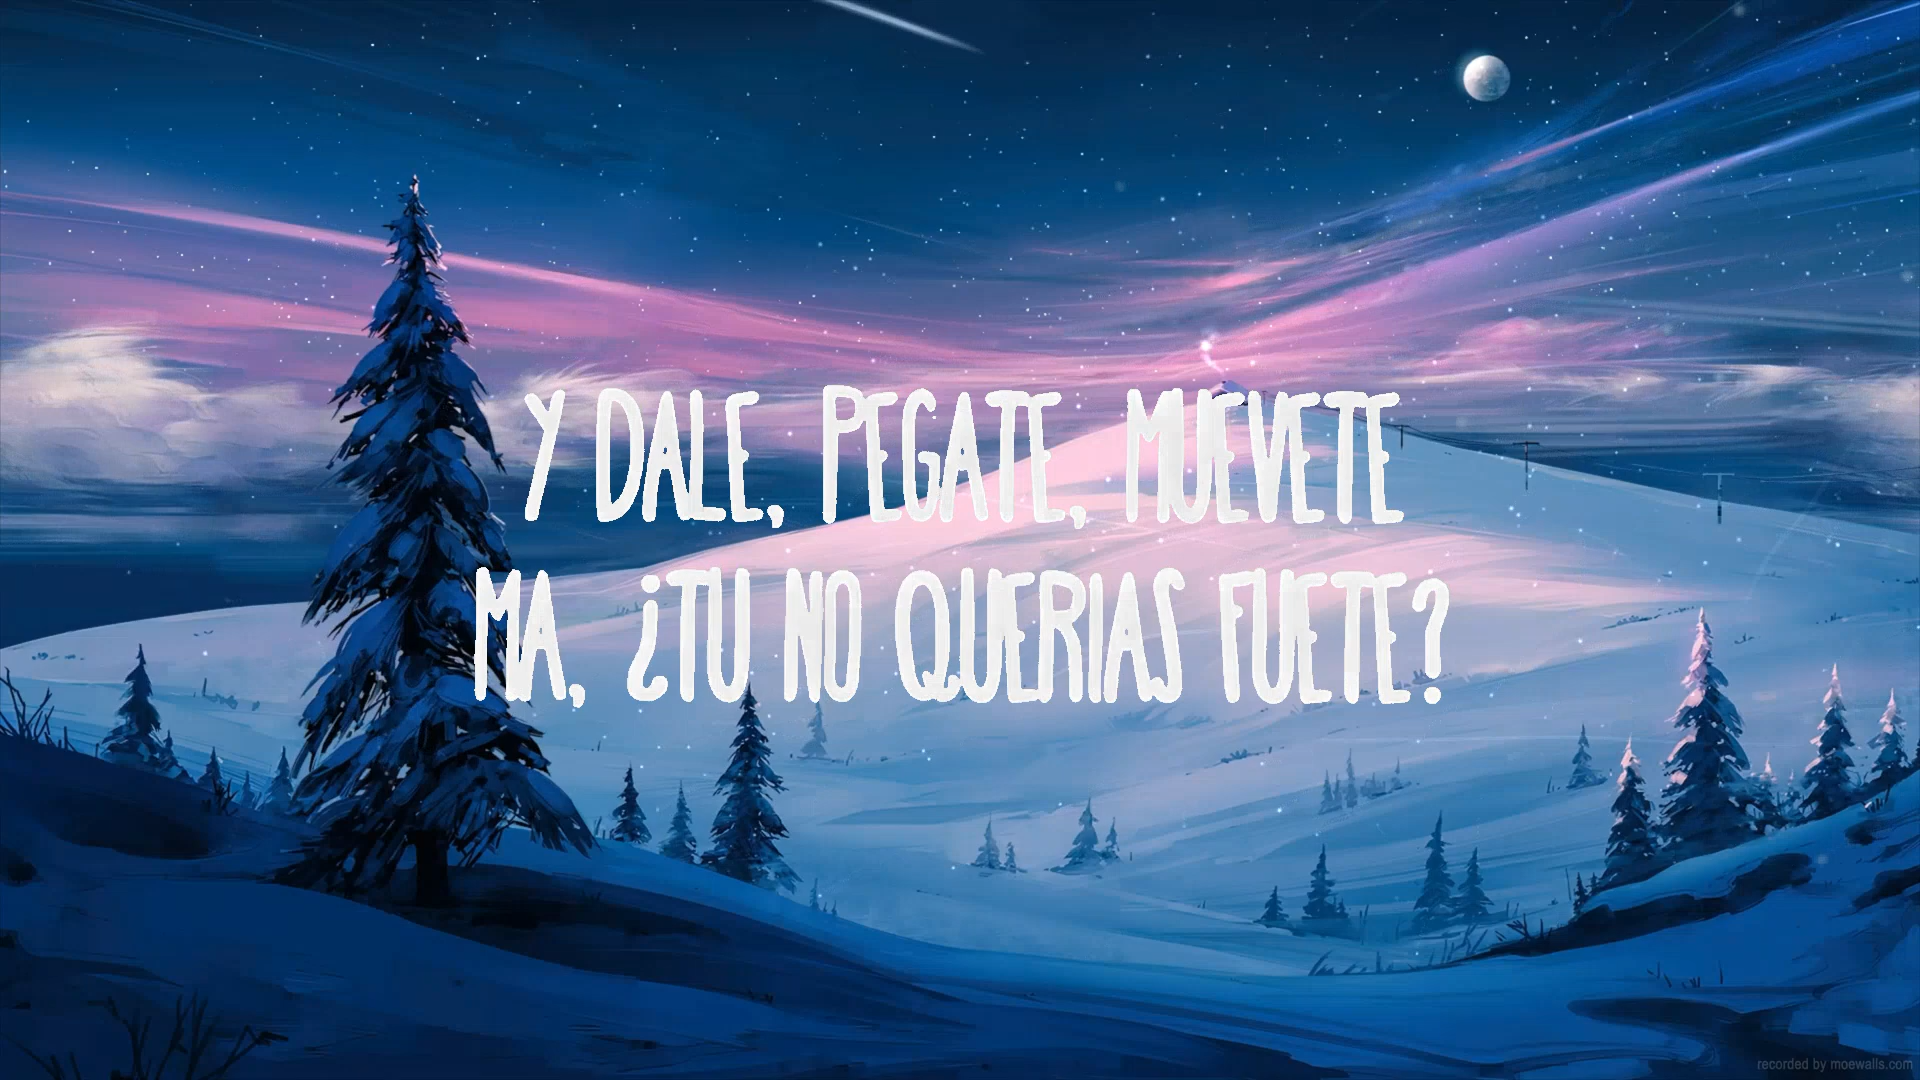 Y DALE, PEGATE, MUEVETE
MA, ¿TU NO QUERIAS FUETE?
recorded by moewalls.com